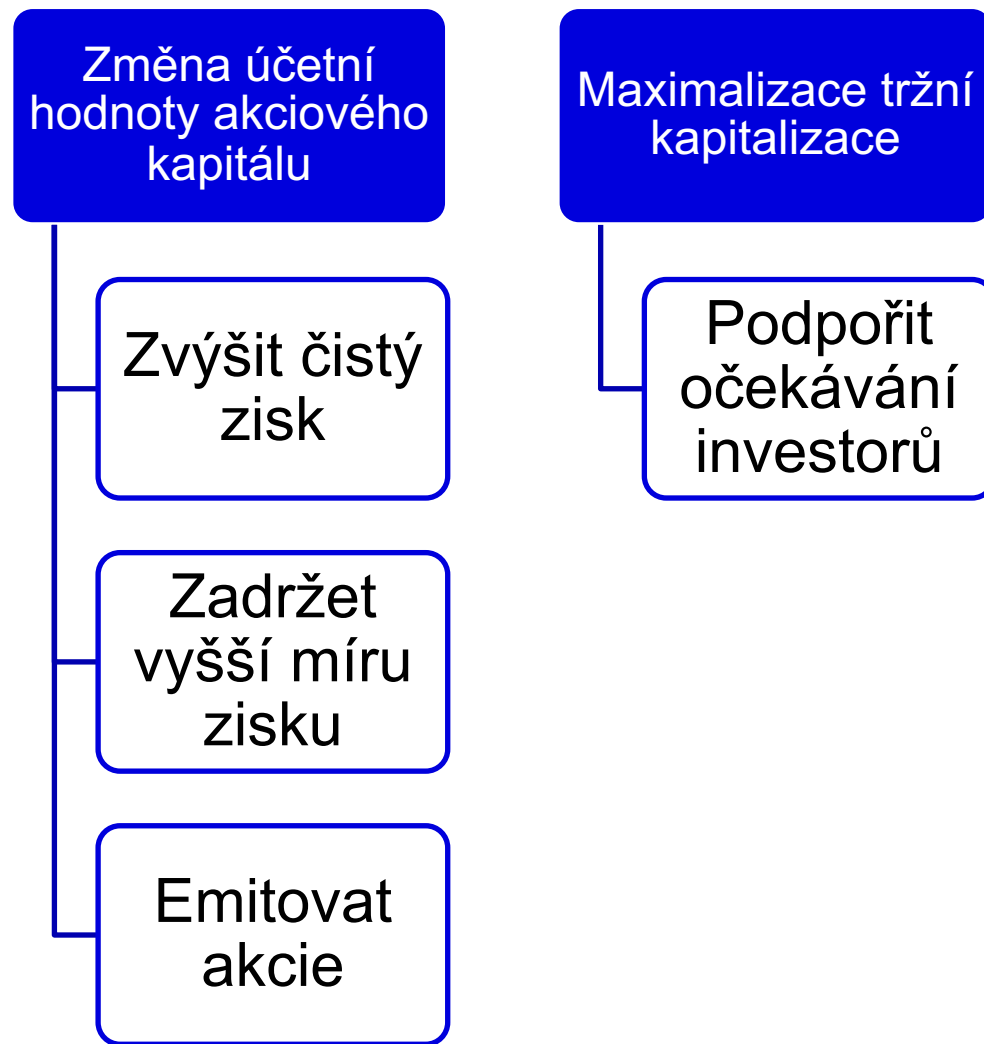 Změna účetní
hodnoty akciového
kapitálu
Zvýšit čistý
zisk
Zadržet
vyšší míru
zisku
Emitovat
akcie
Maximalizace tržní
kapitalizace
Podpořit
očekávání
investorů